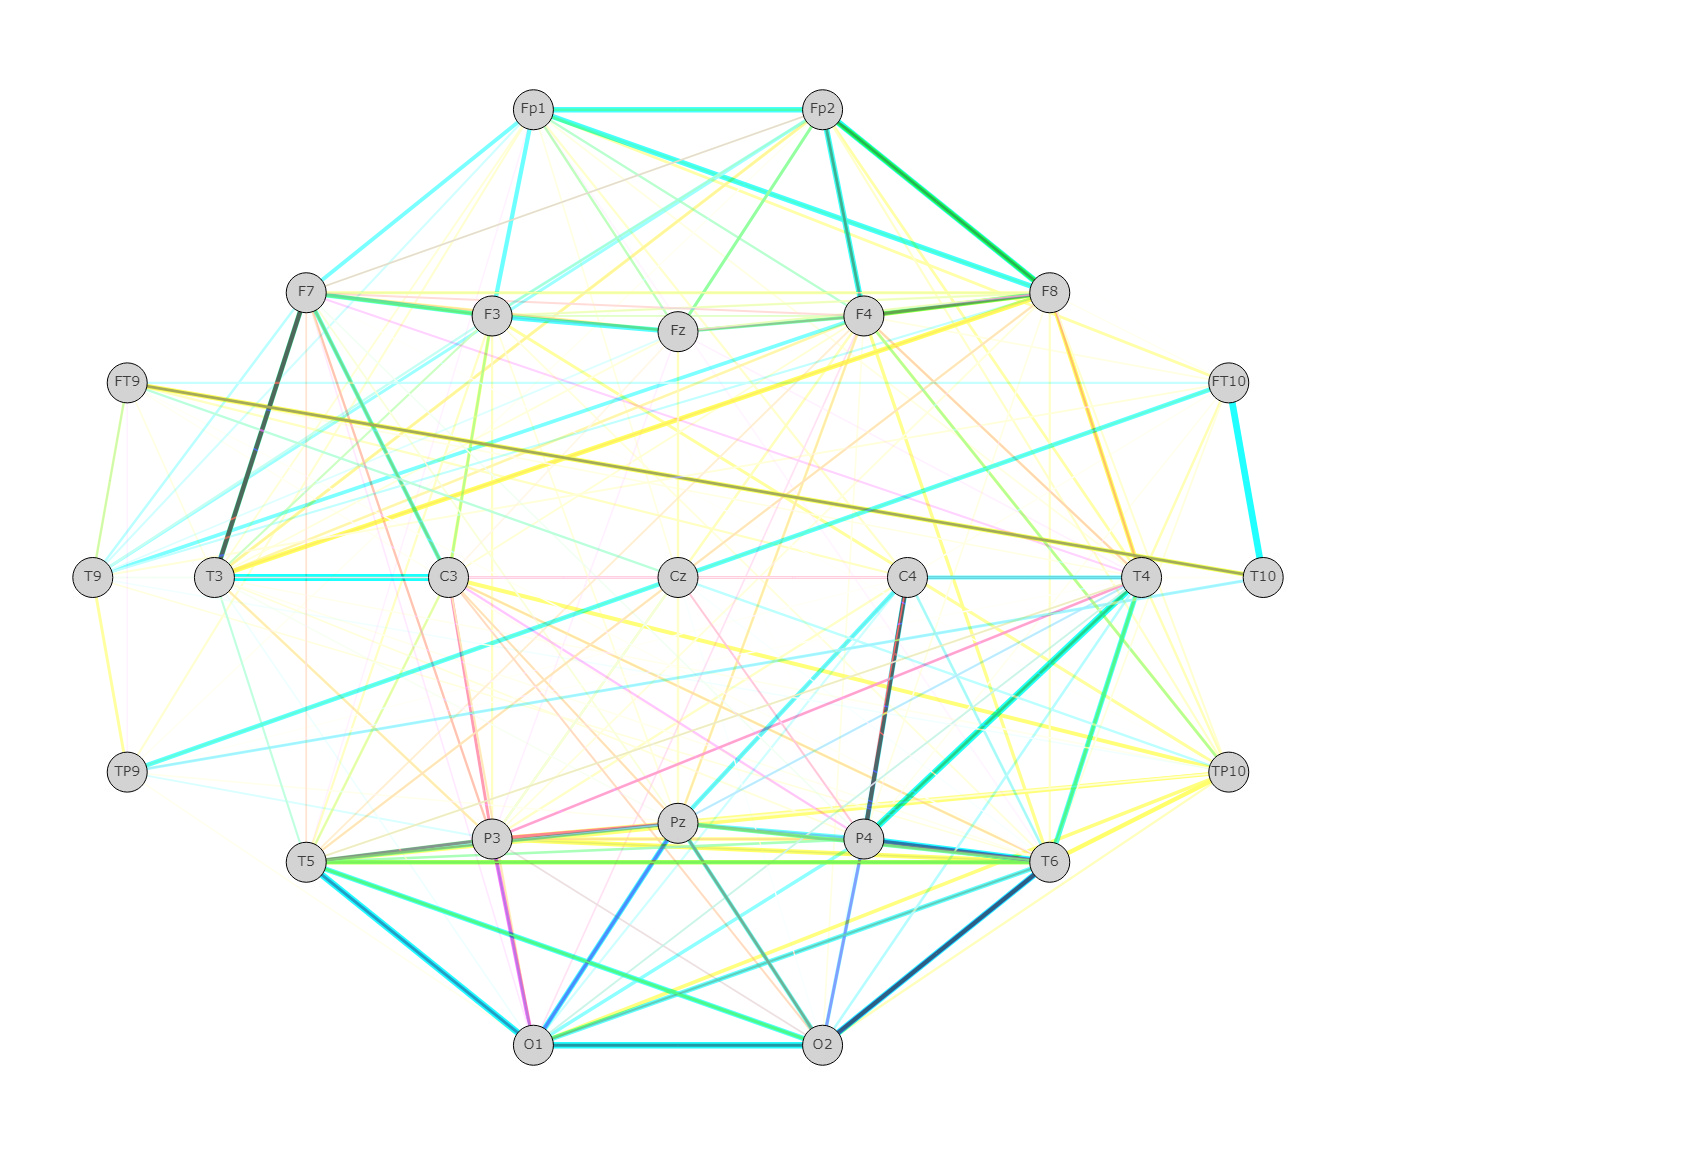 Fp1 Fp2
F7 F3 Fz F4 F8
FT9 FT10
T9 T3 C3 Cz C4 T4 T10
TP9 TP10
T5 P3 Pz P4 T6
O1 O2